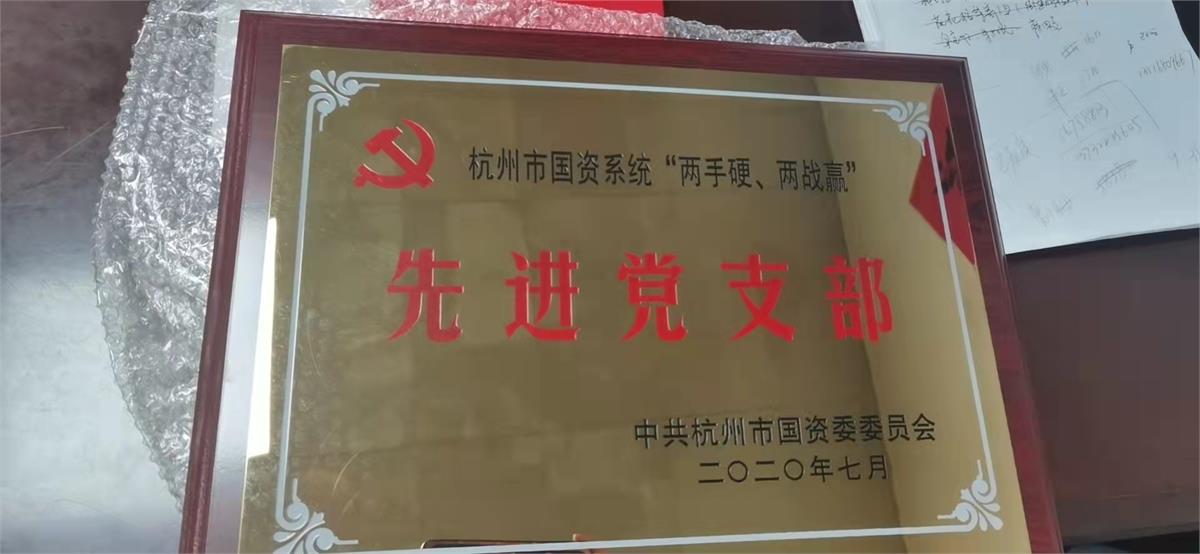 杭州市国资系统“两手硬、两战赢”
先进党支部
中共杭州市国资委委员会
二〇二〇年七月